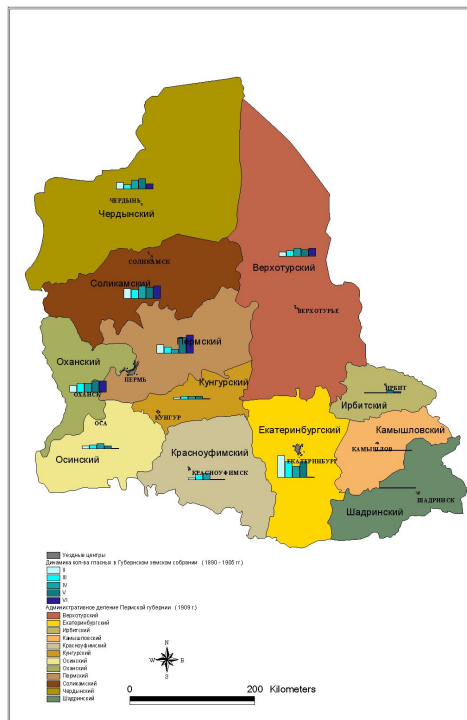 ЧЕРДЫНЬ
Чердынский
СОЛИКАМСК
Соликамский
Верхотурский
ВЕРХОТУРЬЕ
Пермский
Оханский
ПЕРМЬ
ОХАНСК
Кунгурский
КУНГУР
ИРБИТ
Ирбитский
ОСА
Осинский
Красноуфимский
КРАСНОУФИМСК
Екатеринбургский
ЕКАТЕРИНБУРГ
Камышловский
КАМЫШЛОВ
ШАДРИНСК
Шадринский
Уездные центры
Динамика кол-ва гласных в Губернском земском собрании (1890 - 1905 гг.)
II
III
IV
V
VI
Административное деление Пермской губернии (1909 г.)
Верхотурский
Екатеринбургский
Ирбитский
Камышловский
Красноуфимский
Кунгурский
Осинский
Оханский
Пермский
Соликамский
Чердынский
Шадринский
N
W E
S
0 200 Kilometers